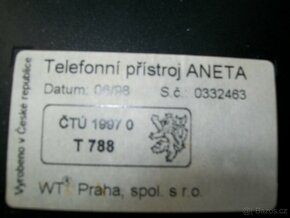 Telefonní přístroj ANETA
Datum: 06/98 S.č.: 0332463
ČTÚ 1997 0
T 788
WT Praha, spol. s r.o.
Vyrobeno v České republice